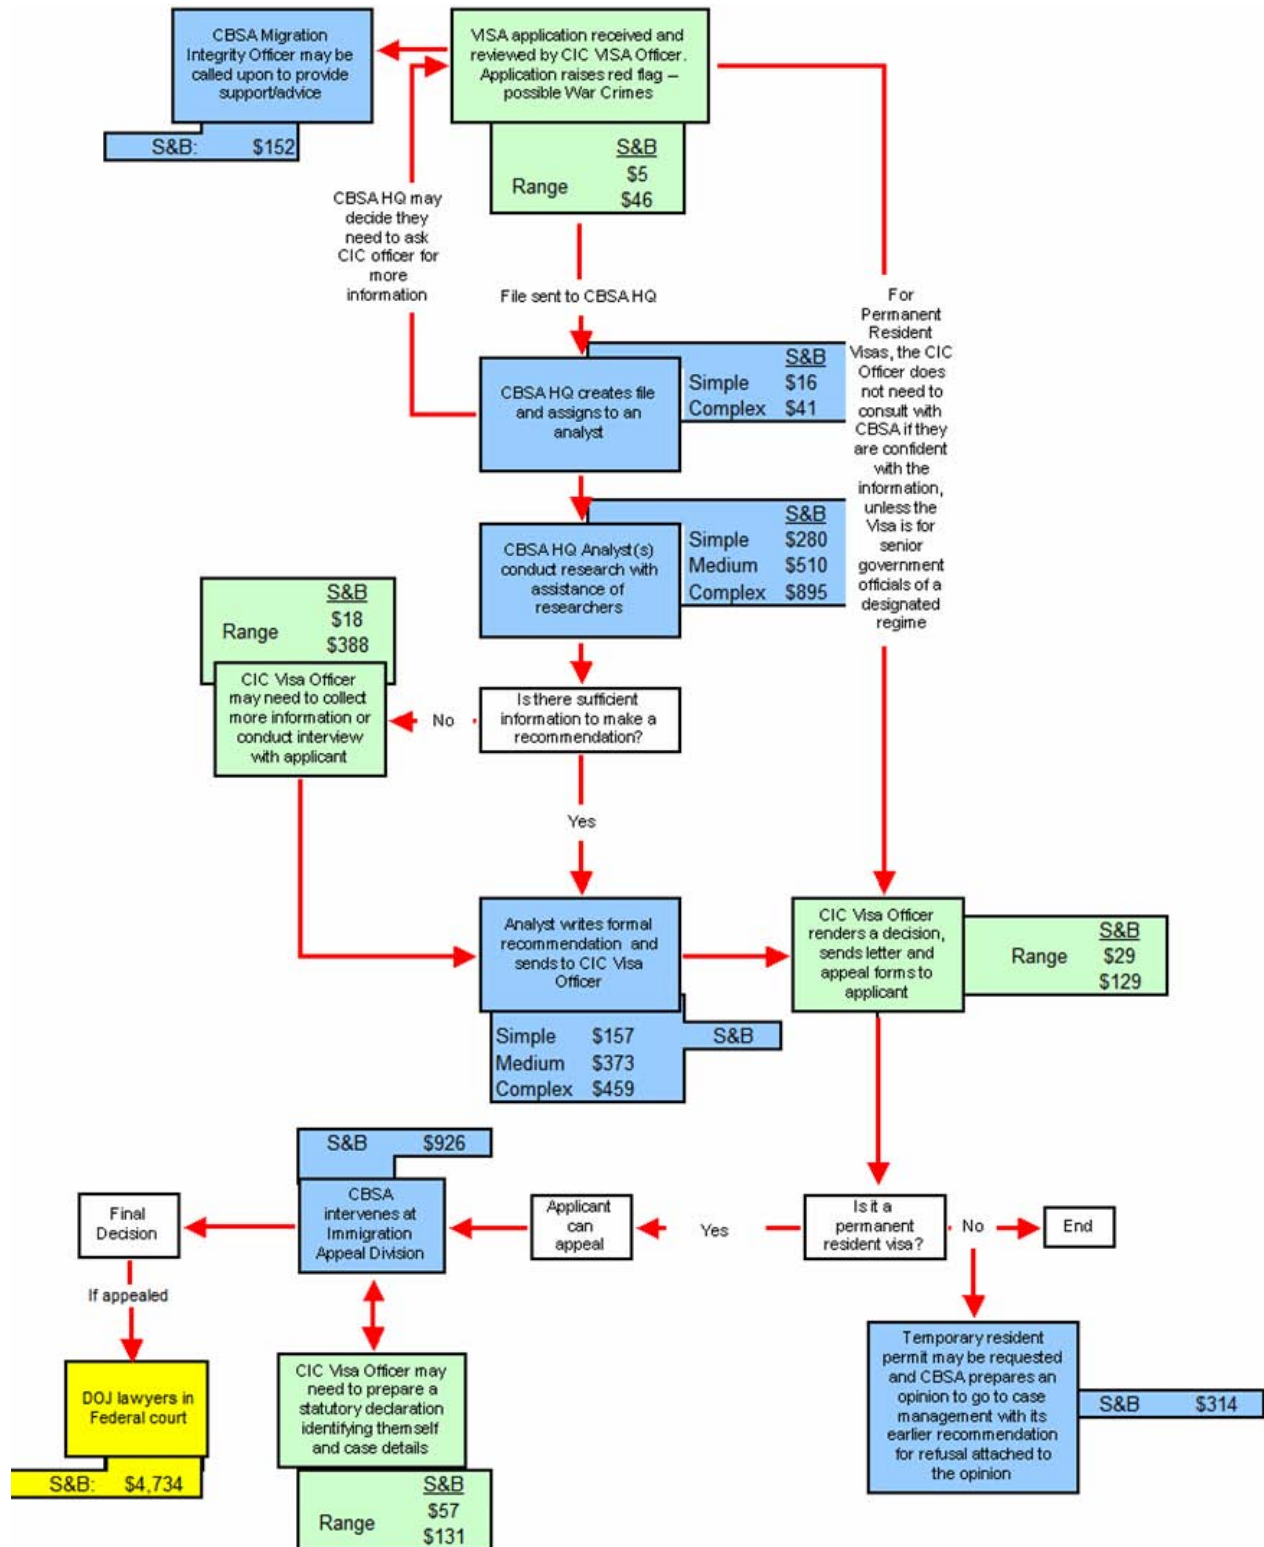 CBSA Migration
Integrity Officer may be
called upon to provide
support/advice
S&B: $152
VISA application received and
reviewed by CIC VISA Officer.
Application raises red flag –
possible War Crimes
S&B
Range
$5
$46
CBSA HQ may
decide they
need to ask
CIC officer for
more
information
File sent to CBSA HQ
For
Permanent
Resident
Visas, the CIC
Officer does
not need to
consult with
CBSA if they
are confident
with the
information,
unless the
Visa is for
senior
government
officials of a
designated
regime
CBSA HQ creates file
and assigns to an
analyst
S&B
Simple $16
Complex $41
CBSA HQ Analyst(s)
conduct research with
assistance of
researchers
S&B
Simple $280
Medium $510
Complex $895
S&B
Range
$18
$388
CIC Visa Officer
may need to collect
more information or
conduct interview
with applicant
No
Is there sufficient
information to make a
recommendation?
Yes
Analyst writes formal
recommendation and
sends to CIC Visa
Officer
Simple $157 S&B
Medium $373
Complex $459
CIC Visa Officer
renders a decision,
sends letter and
appeal forms to
applicant
S&B
Range $29
$129
S&B $926
CBSA
intervenes at
Immigration
Appeal Division
Final
Decision
Applicant
can
appeal
Yes
Is it a
permanent
resident visa?
No
End
If appealed
DOJ lawyers in
Federal court
S&B: $4,734
CIC Visa Officer may
need to prepare a
statutory declaration
identifying themself
and case details
S&B
Range
$57
$131
Temporary resident
permit may be requested
and CBSA prepares an
opinion to go to case
management with its
earlier recommendation
for refusal attached to
the opinion
S&B $314